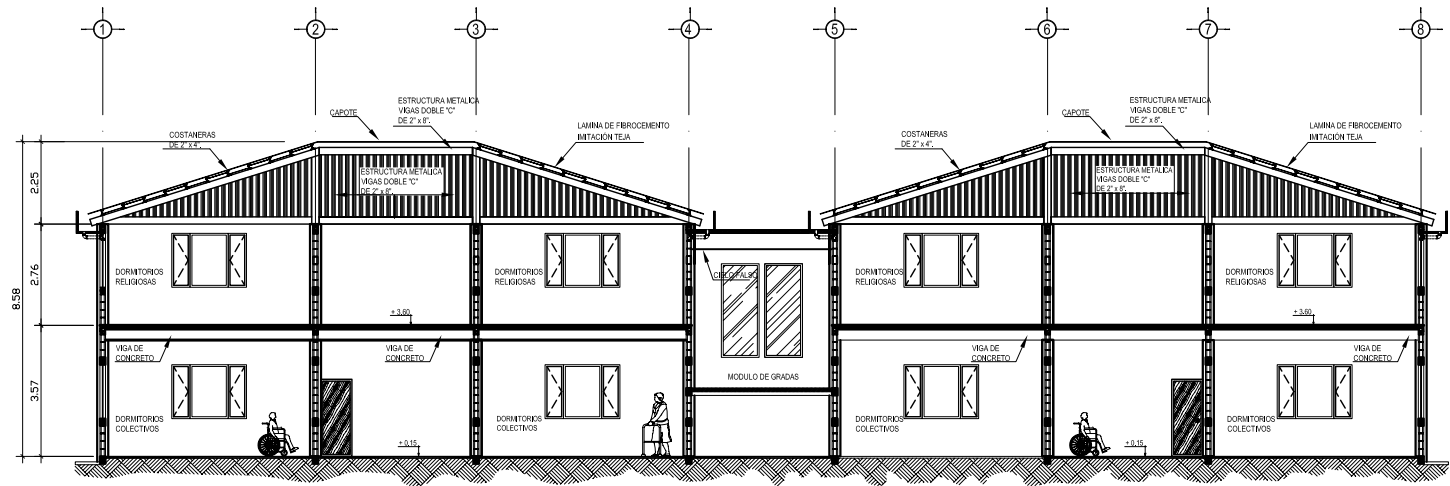 1
2
3
4
5
6
7
8
CAPOTE
ESTRUCTURA METALICA
VIGAS DOBLE "C"
DE 2" x 8".
COSTANERAS
DE 2" x 4".
LAMINA DE FIBROCEMENTO
IMITACIÓN TEJA
ESTRUCTURA METALICA
VIGAS DOBLE "C"
DE 2" x 8".
CAPOTE
ESTRUCTURA METALICA
VIGAS DOBLE "C"
DE 2" x 8".
COSTANERAS
DE 2" x 4".
LAMINA DE FIBROCEMENTO
IMITACIÓN TEJA
ESTRUCTURA METALICA
VIGAS DOBLE "C"
DE 2" x 8".
2.25
2.76
8.58
3.57
DORMITORIOS
RELIGIOSAS
DORMITORIOS
RELIGIOSAS
CIELO FALSO
DORMITORIOS
RELIGIOSAS
DORMITORIOS
RELIGIOSAS
+ 3.60
+ 3.60
VIGA DE
CONCRETO
VIGA DE
CONCRETO
VIGA DE
CONCRETO
VIGA DE
CONCRETO
MODULO DE GRADAS
DORMITORIOS
COLECTIVOS
DORMITORIOS
COLECTIVOS
DORMITORIOS
COLECTIVOS
DORMITORIOS
COLECTIVOS
+ 0.15
+ 0.15